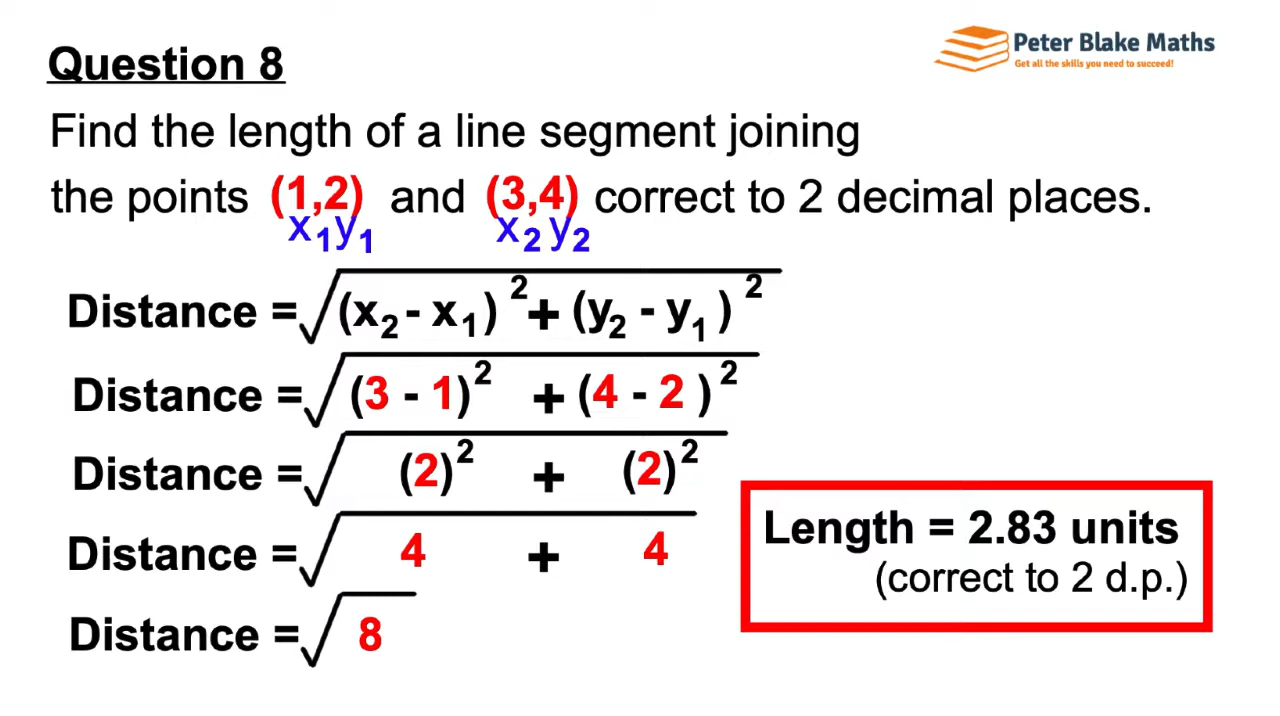 Question 8
Peter Blake Maths
Get all the skills you need to succeed!
Find the length of a line segment joining
the points (1,2) and (3,4) correct to 2 decimal places.
x₁y₁ x₂y₂
Distance = √(x₂ - x₁)² + (y₂ - y₁)²
Distance = √(3 - 1)² + (4 - 2)²
Distance = √(2)² + (2)²
Distance = √4 + 4
Distance = √8
Length = 2.83 units
(correct to 2 d.p.)